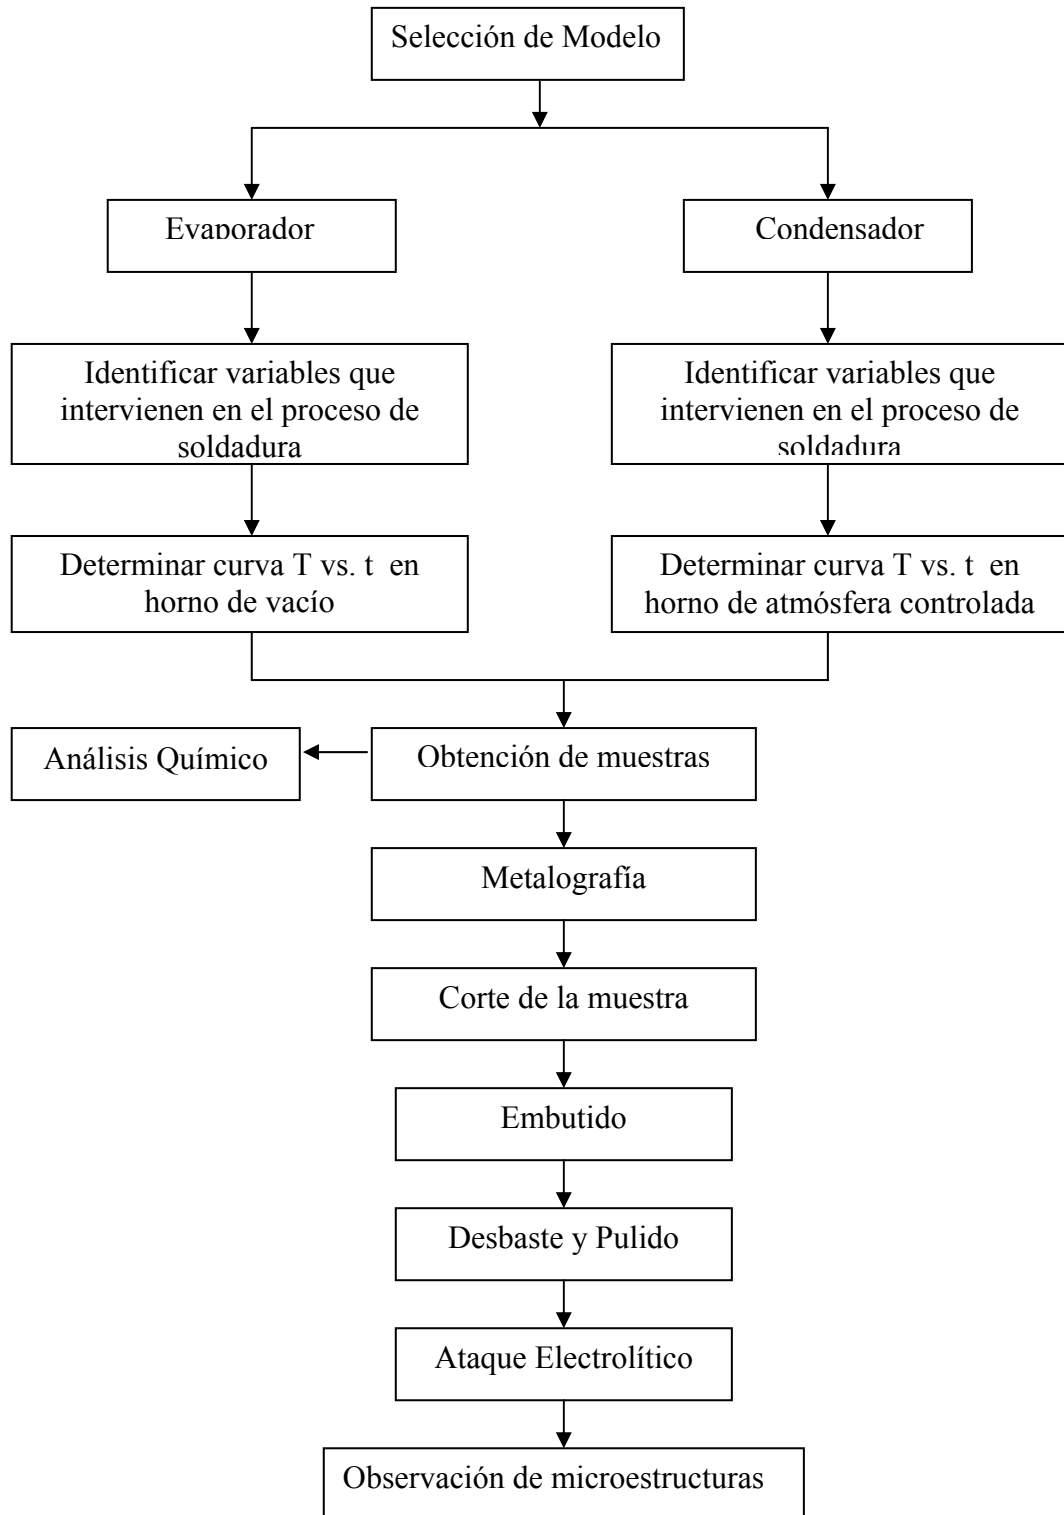 Selección de Modelo
Evaporador
Condensador
Identificar variables que
intervienen en el proceso de
soldadura
Identificar variables que
intervienen en el proceso de
soldadura
Determinar curva T vs. t en
horno de vacío
Determinar curva T vs. t en
horno de atmósfera controlada
Análisis Químico
Obtención de muestras
Metalografía
Corte de la muestra
Embutido
Desbaste y Pulido
Ataque Electrolítico
Observación de microestructuras